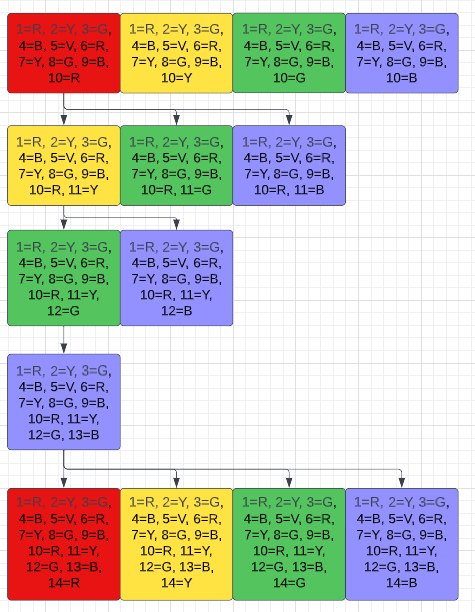 1=R, 2=Y, 3=G,
4=B, 5=V, 6=R,
7=Y, 8=G, 9=B,
10=R
1=R, 2=Y, 3=G,
4=B, 5=V, 6=R,
7=Y, 8=G, 9=B,
10=Y
1=R, 2=Y, 3=G,
4=B, 5=V, 6=R,
7=Y, 8=G, 9=B,
10=G
1=R, 2=Y, 3=G,
4=B, 5=V, 6=R,
7=Y, 8=G, 9=B,
10=B
1=R, 2=Y, 3=G,
4=B, 5=V, 6=R,
7=Y, 8=G, 9=B,
10=R, 11=Y
1=R, 2=Y, 3=G,
4=B, 5=V, 6=R,
7=Y, 8=G, 9=B,
10=R, 11=G
1=R, 2=Y, 3=G,
4=B, 5=V, 6=R,
7=Y, 8=G, 9=B,
10=R, 11=B
1=R, 2=Y, 3=G,
4=B, 5=V, 6=R,
7=Y, 8=G, 9=B,
10=R, 11=Y,
12=G
1=R, 2=Y, 3=G,
4=B, 5=V, 6=R,
7=Y, 8=G, 9=B,
10=R, 11=Y,
12=B
1=R, 2=Y, 3=G,
4=B, 5=V, 6=R,
7=Y, 8=G, 9=B,
10=R, 11=Y,
12=G, 13=B
1=R, 2=Y, 3=G,
4=B, 5=V, 6=R,
7=Y, 8=G, 9=B,
10=R, 11=Y,
12=G, 13=B,
14=R
1=R, 2=Y, 3=G,
4=B, 5=V, 6=R,
7=Y, 8=G, 9=B,
10=R, 11=Y,
12=G, 13=B,
14=Y
1=R, 2=Y, 3=G,
4=B, 5=V, 6=R,
7=Y, 8=G, 9=B,
10=R, 11=Y,
12=G, 13=B,
14=G
1=R, 2=Y, 3=G,
4=B, 5=V, 6=R,
7=Y, 8=G, 9=B,
10=R, 11=Y,
12=G, 13=B,
14=B